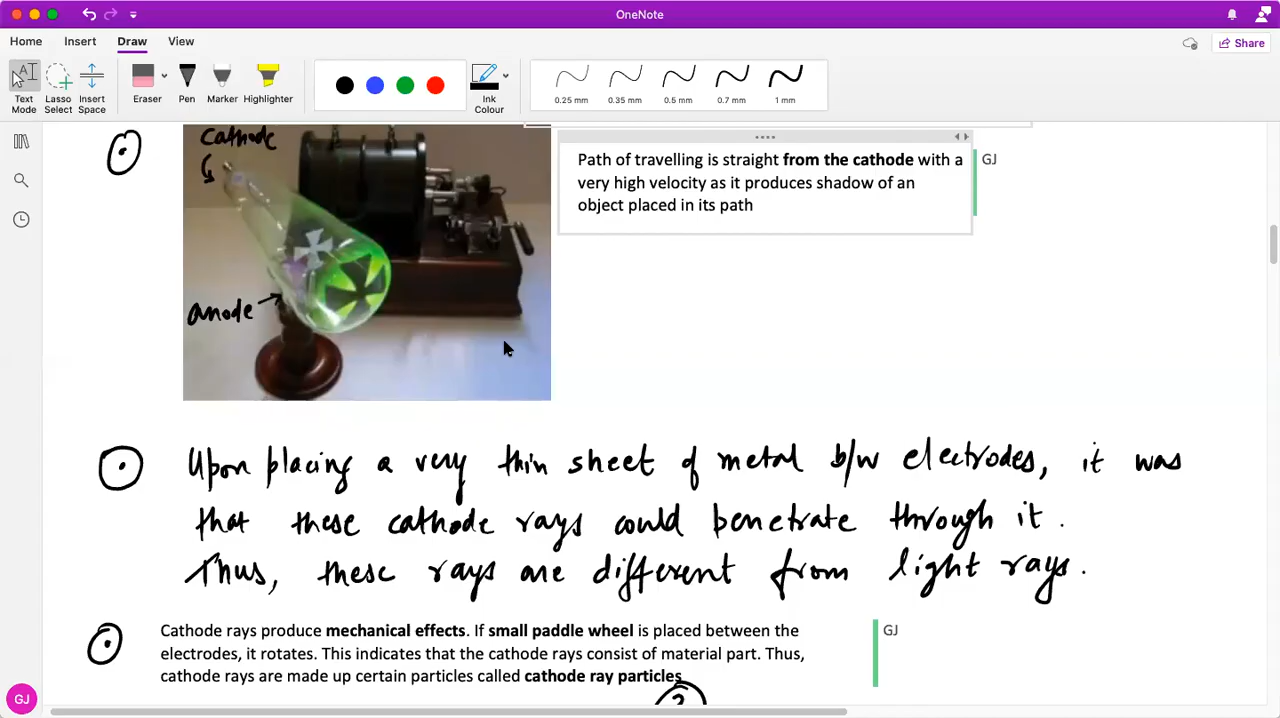 OneNote
Home Insert Draw View
Share
Text Mode
Lasso Select
Insert Space
Eraser
Pen
Marker
Highlighter
Ink Colour
0.25 mm
0.35 mm
0.5 mm
0.7 mm
1 mm
Cathode
anode
Path of travelling is straight from the cathode with a
very high velocity as it produces shadow of an
object placed in its path
GJ
Upon placing a very thin sheet of metal b/w electrodes, it was
that these cathode rays could penetrate through it.
Thus, these rays are different from light rays.
Cathode rays produce mechanical effects. If small paddle wheel is placed between the
electrodes, it rotates. This indicates that the cathode rays consist of material part. Thus,
cathode rays are made up certain particles called cathode ray particles
GJ
?
GJ